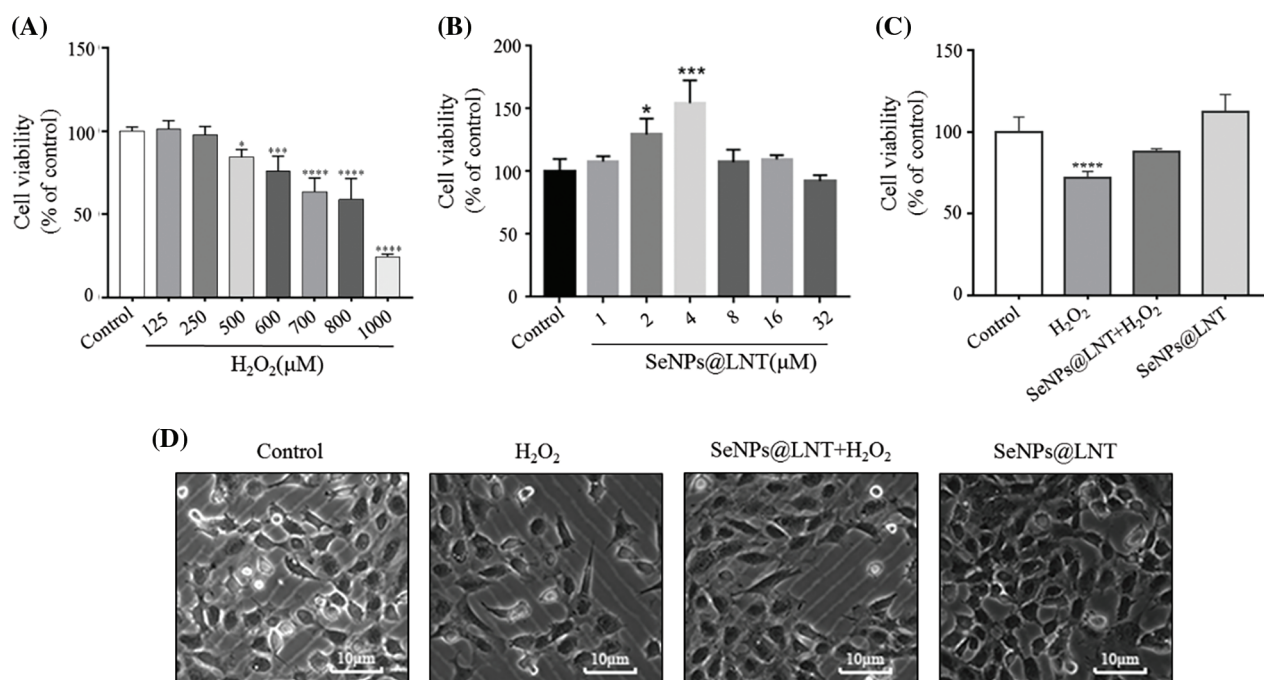 (A)
Cell viability
(% of control)
150
100
50
0
* *** **** **** ****
Control 125 250 500 600 700 800 1000
H₂O₂(μM)
(B)
Cell viability
(% of control)
200
150
100
50
0
* ***
Control 1 2 4 8 16 32
SeNPs@LNT(μM)
(C)
Cell viability
(% of control)
150
100
50
0
****
Control H₂O₂ SeNPs@LNT+H₂O₂ SeNPs@LNT
(D)
Control H₂O₂ SeNPs@LNT+H₂O₂ SeNPs@LNT
10μm 10μm 10μm 10μm